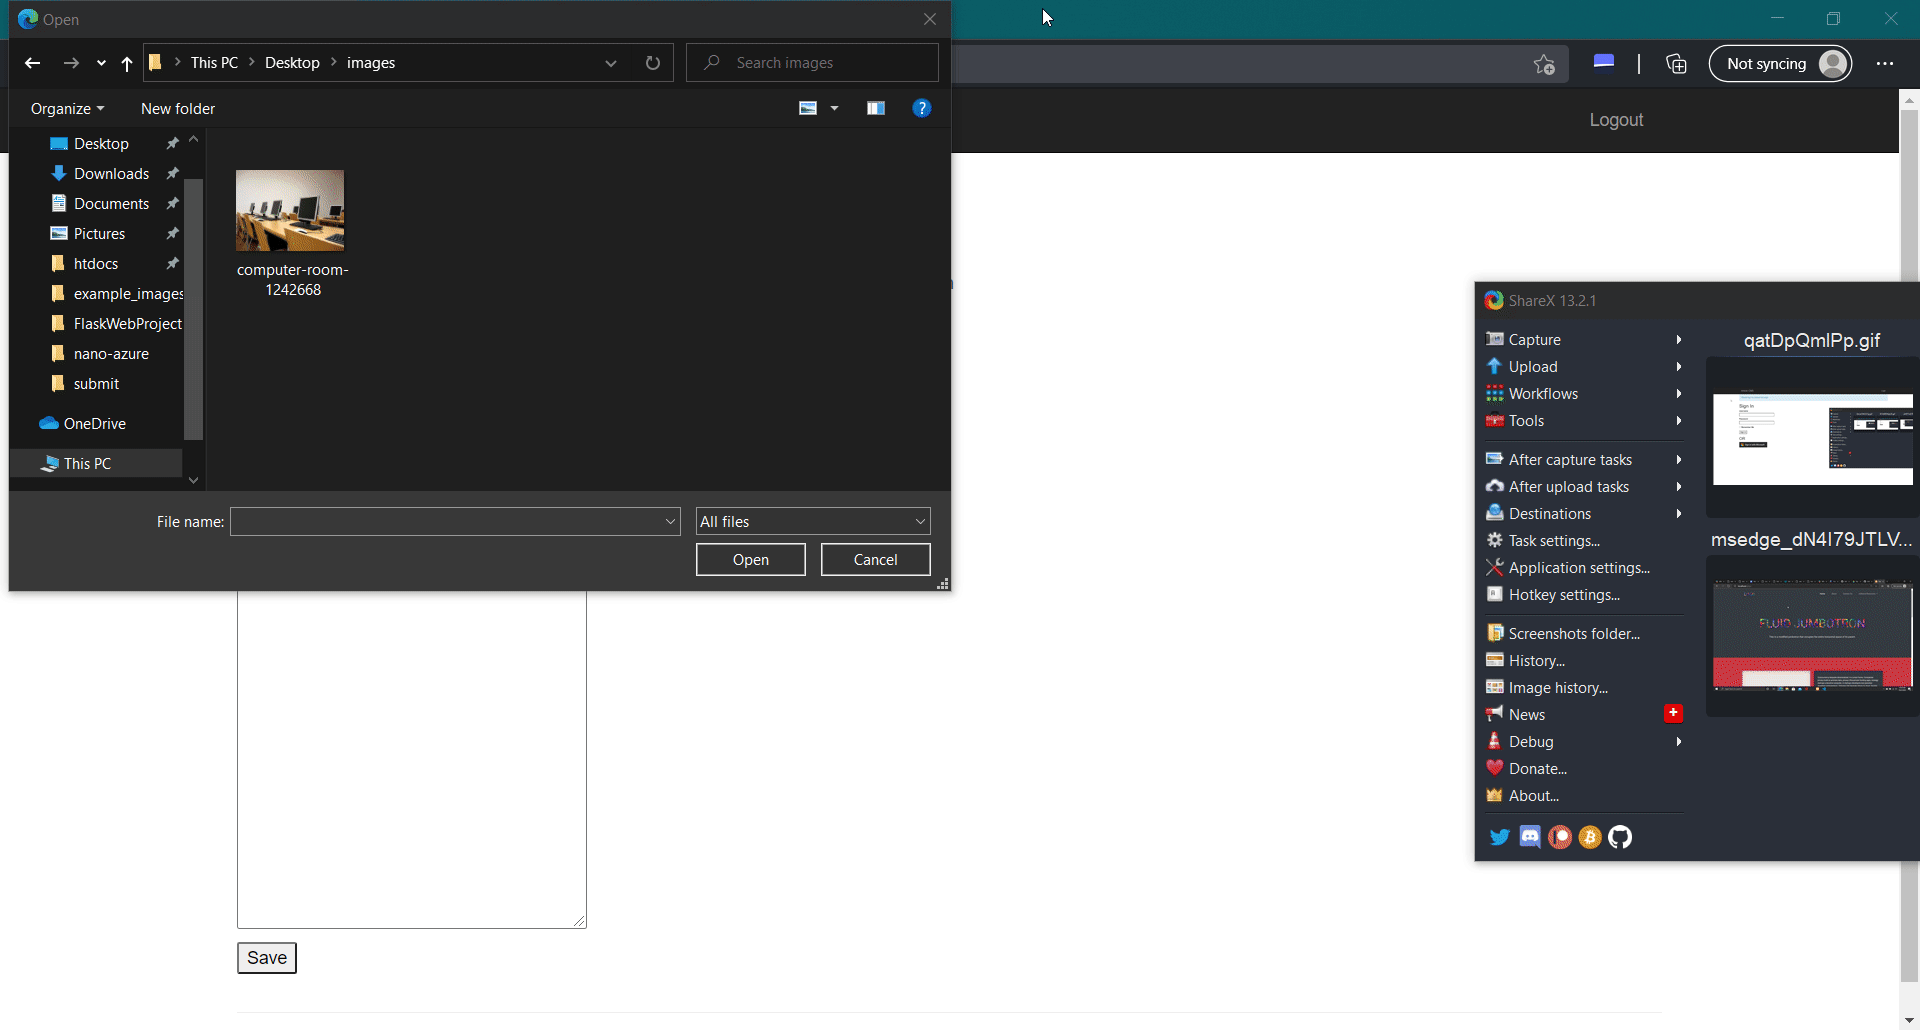 Open
This PC
Desktop
images
Search images
Not syncing
Organize
New folder
?
Logout
Desktop
Downloads
Documents
Pictures
htdocs
example_images
FlaskWebProject
nano-azure
submit
OneDrive
This PC
computer-room-
1242668
File name:
All files
Open
Cancel
Save
ShareX 13.2.1
Capture
Upload
Workflows
Tools
After capture tasks
After upload tasks
Destinations
Task settings...
Application settings...
Hotkey settings...
Screenshots folder...
History...
Image history...
News
Debug
Donate...
About...
qatDpQmlPp.gif
Sign In
msedge_dN4I79JTLV...
FLUID JUMBOTRON